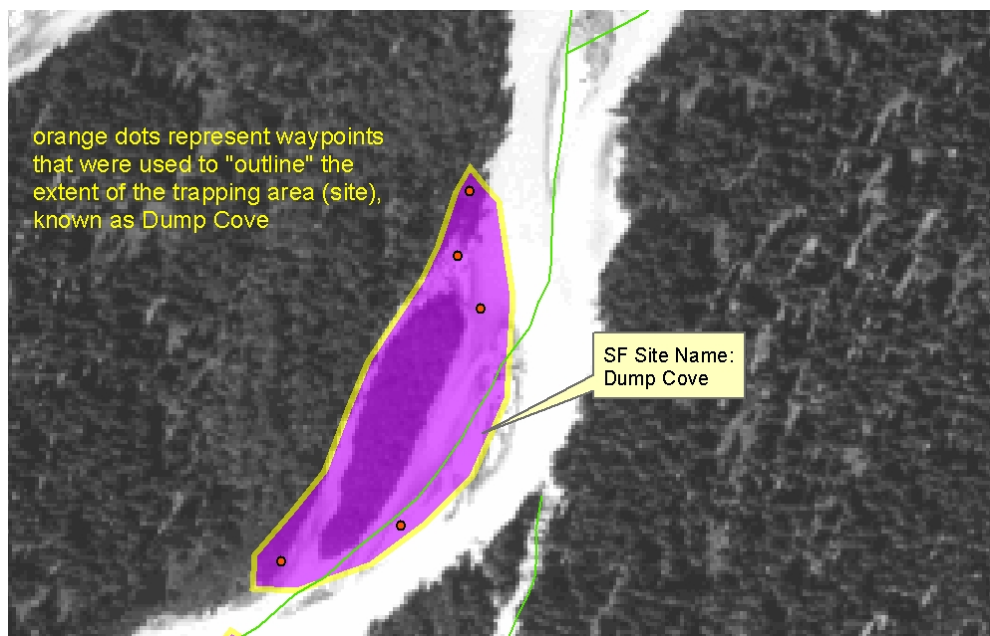 orange dots represent waypoints
that were used to "outline" the
extent of the trapping area (site),
known as Dump Cove
SF Site Name:
Dump Cove